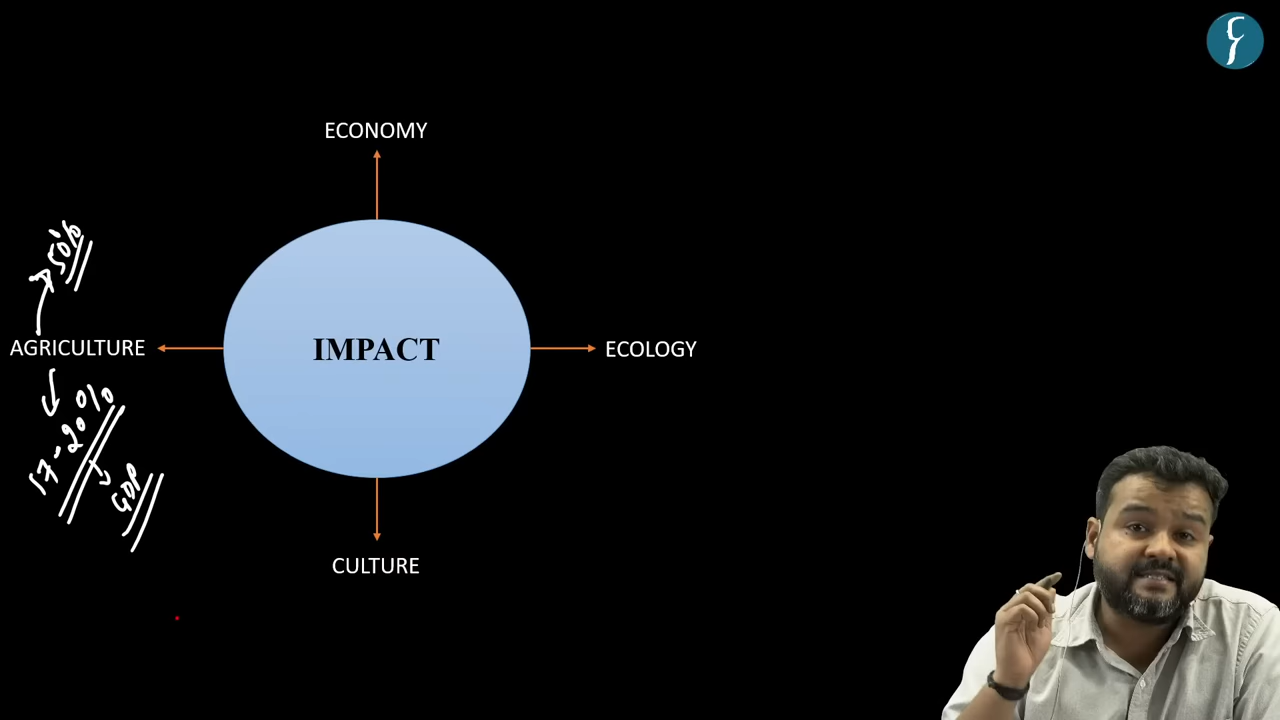 ECONOMY
50%
AGRICULTURE
IMPACT
ECOLOGY
17-20%
GDP
CULTURE